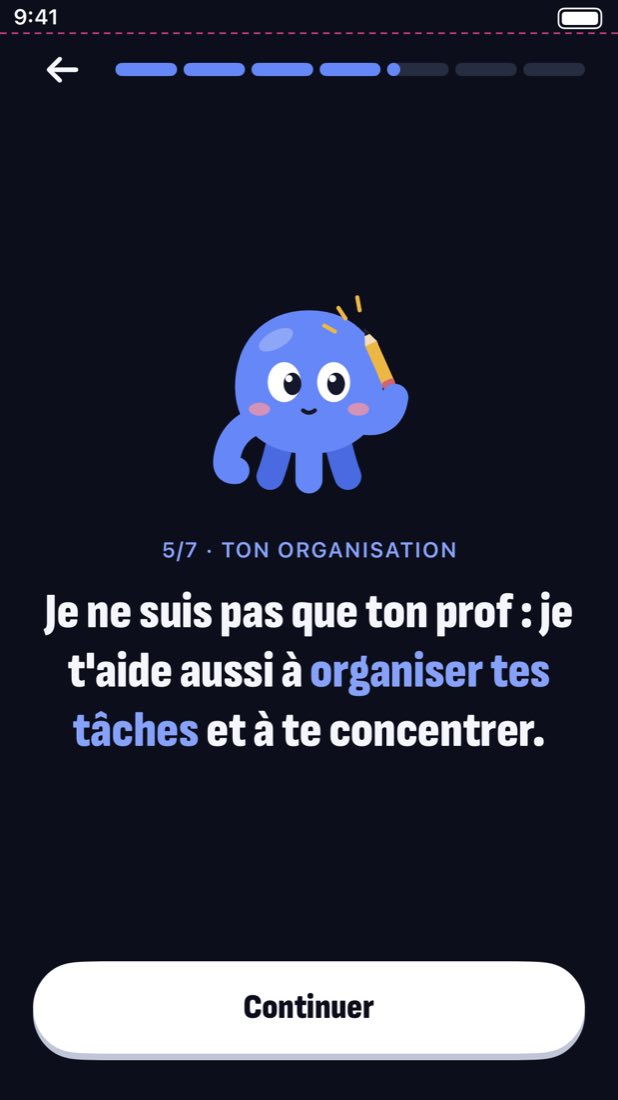 9:41
5/7 · TON ORGANISATION
Je ne suis pas que ton prof : je
t'aide aussi à organiser tes
tâches et à te concentrer.
Continuer